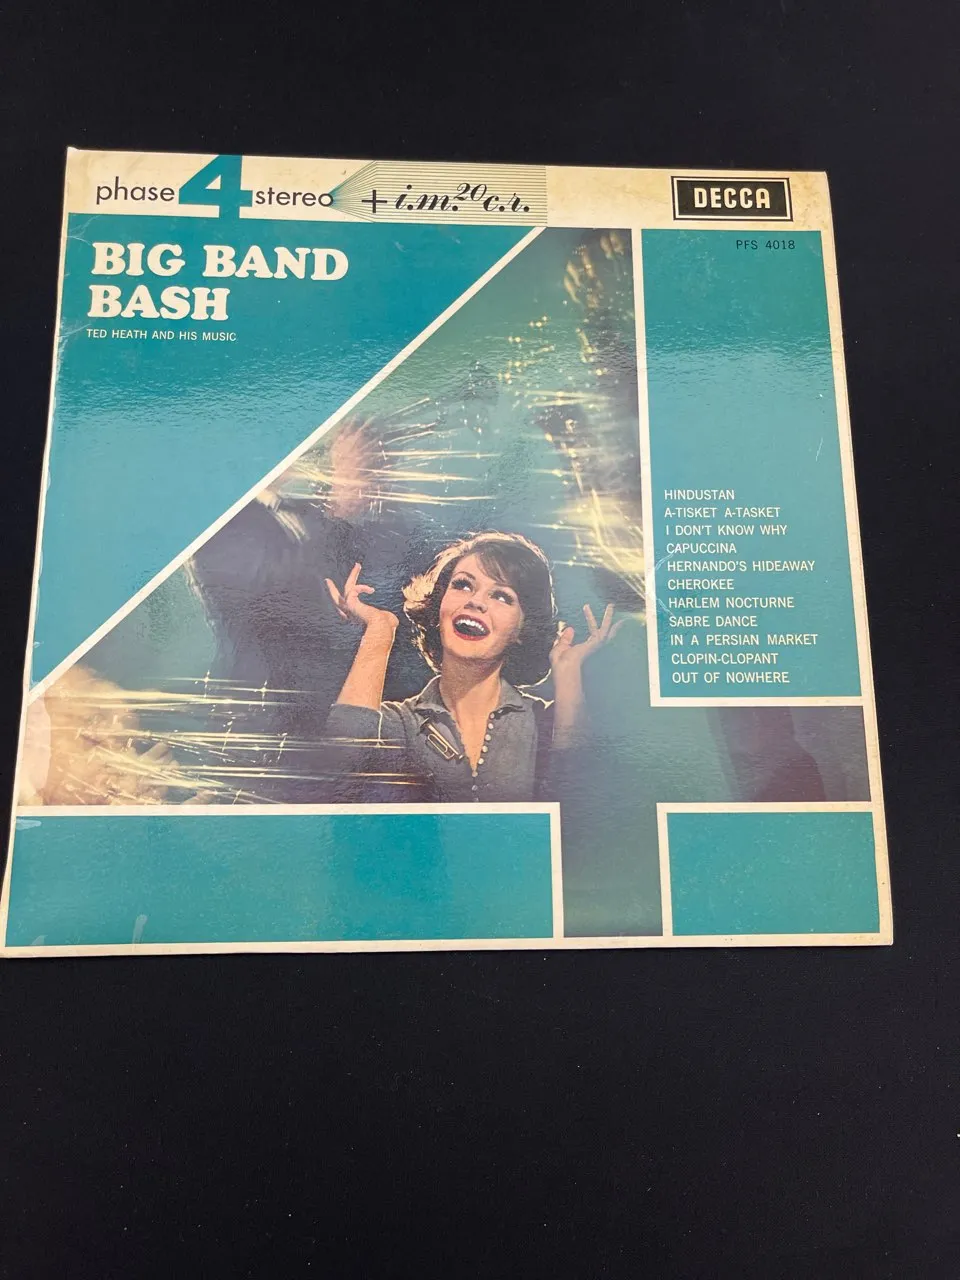 phase 4 stereo + i.m. 20 c.r.
DECCA
PFS 4018
BIG BAND
BASH
TED HEATH AND HIS MUSIC
HINDUSTAN
A-TISKET A-TASKET
I DON'T KNOW WHY
CAPUCCINA
HERNANDO'S HIDEAWAY
CHEROKEE
HARLEM NOCTURNE
SABRE DANCE
IN A PERSIAN MARKET
CLOPIN-CLOPANT
OUT OF NOWHERE